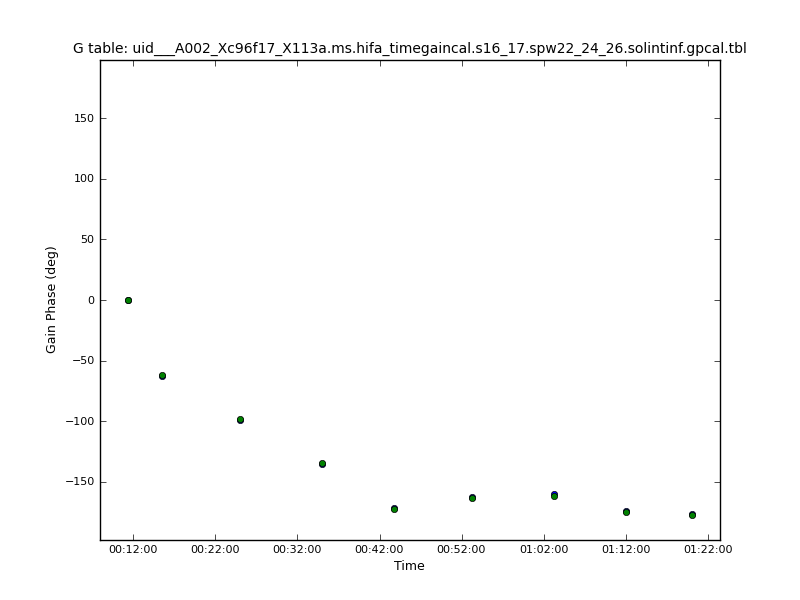 G table: uid___A002_Xc96f17_X113a.ms.hifa_timegaincal.s16_17.spw22_24_26.solintinf.gpcal.tbl
150
100
50
0
−50
−100
−150
Gain Phase (deg)
00:12:00 00:22:00 00:32:00 00:42:00 00:52:00 01:02:00 01:12:00 01:22:00
Time